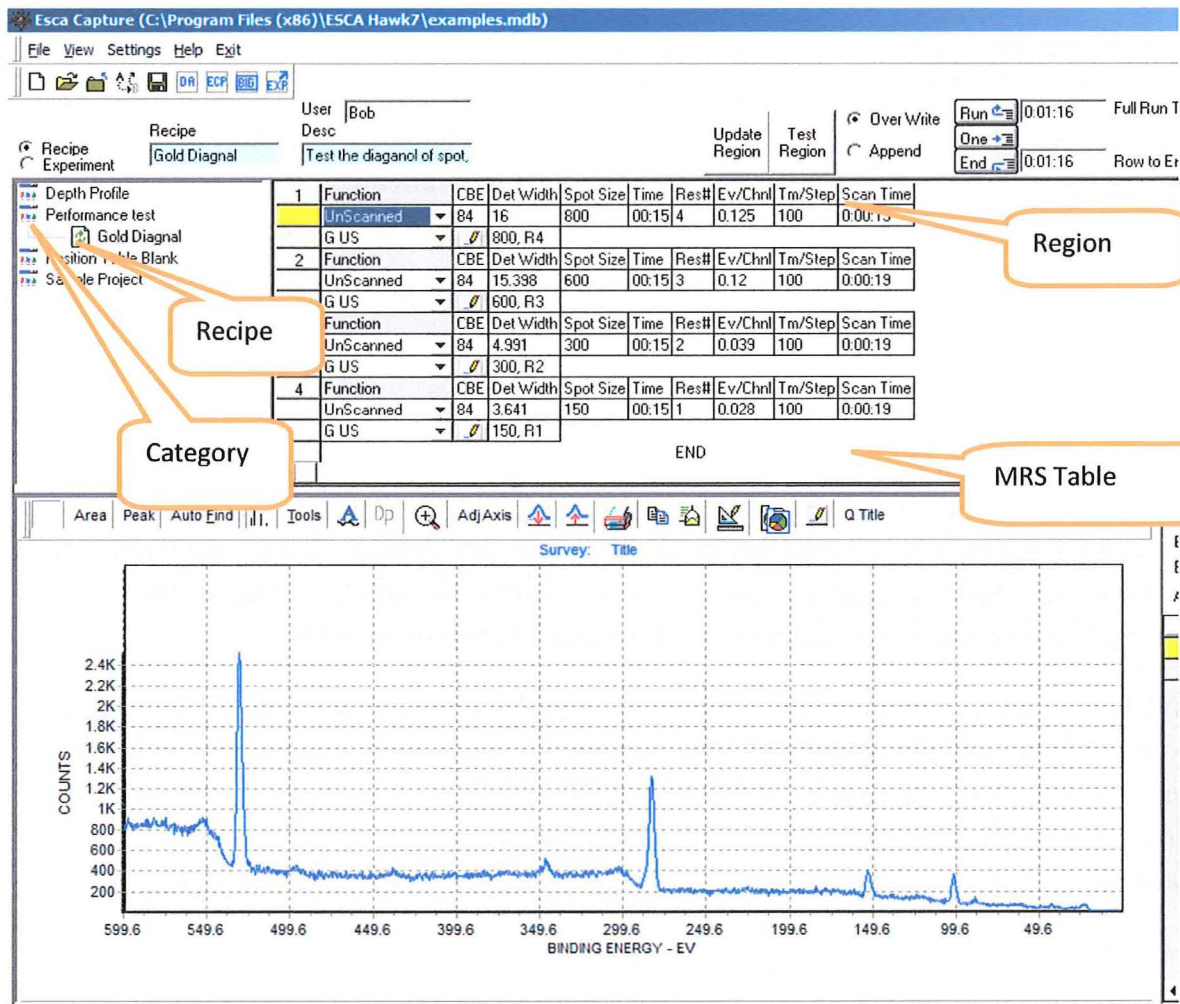 Esca Capture (C:\Program Files (x86)\ESCA Hawk7\examples.mdb)
File View Settings Help Exit
DA ECP BIG EXP
User Bob
Recipe Desc
Recipe
Experiment
Gold Diagnal
Test the diaganol of spot,
Update Region
Test Region
Over Write
Append
Run 0:01:16 Full Run T
One
End 0:01:16 Row to Er
Depth Profile
Performance test
Gold Diagnal
Position Table Blank
Sample Project
1 Function CBE Det Width Spot Size Time Res# Ev/Chnl Tm/Step Scan Time
UnScanned 84 16 800 00:15 4 0.125 100 0:00:15
G US 800, R4
2 Function CBE Det Width Spot Size Time Res# Ev/Chnl Tm/Step Scan Time
UnScanned 84 15.398 600 00:15 3 0.12 100 0:00:19
G US 600, R3
Function CBE Det Width Spot Size Time Res# Ev/Chnl Tm/Step Scan Time
UnScanned 84 4.991 300 00:15 2 0.039 100 0:00:19
G US 300, R2
4 Function CBE Det Width Spot Size Time Res# Ev/Chnl Tm/Step Scan Time
UnScanned 84 3.641 150 00:15 1 0.028 100 0:00:19
G US 150, R1
END
Region
Recipe
Category
MRS Table
Area Peak Auto Find Tools Dp Adj Axis Q Title
Survey: Title
COUNTS
2.4K
2.2K
2K
1.8K
1.6K
1.4K
1.2K
1K
800
600
400
200
599.6 549.6 499.6 449.6 399.6 349.6 299.6 249.6 199.6 149.6 99.6 49.6
BINDING ENERGY - EV